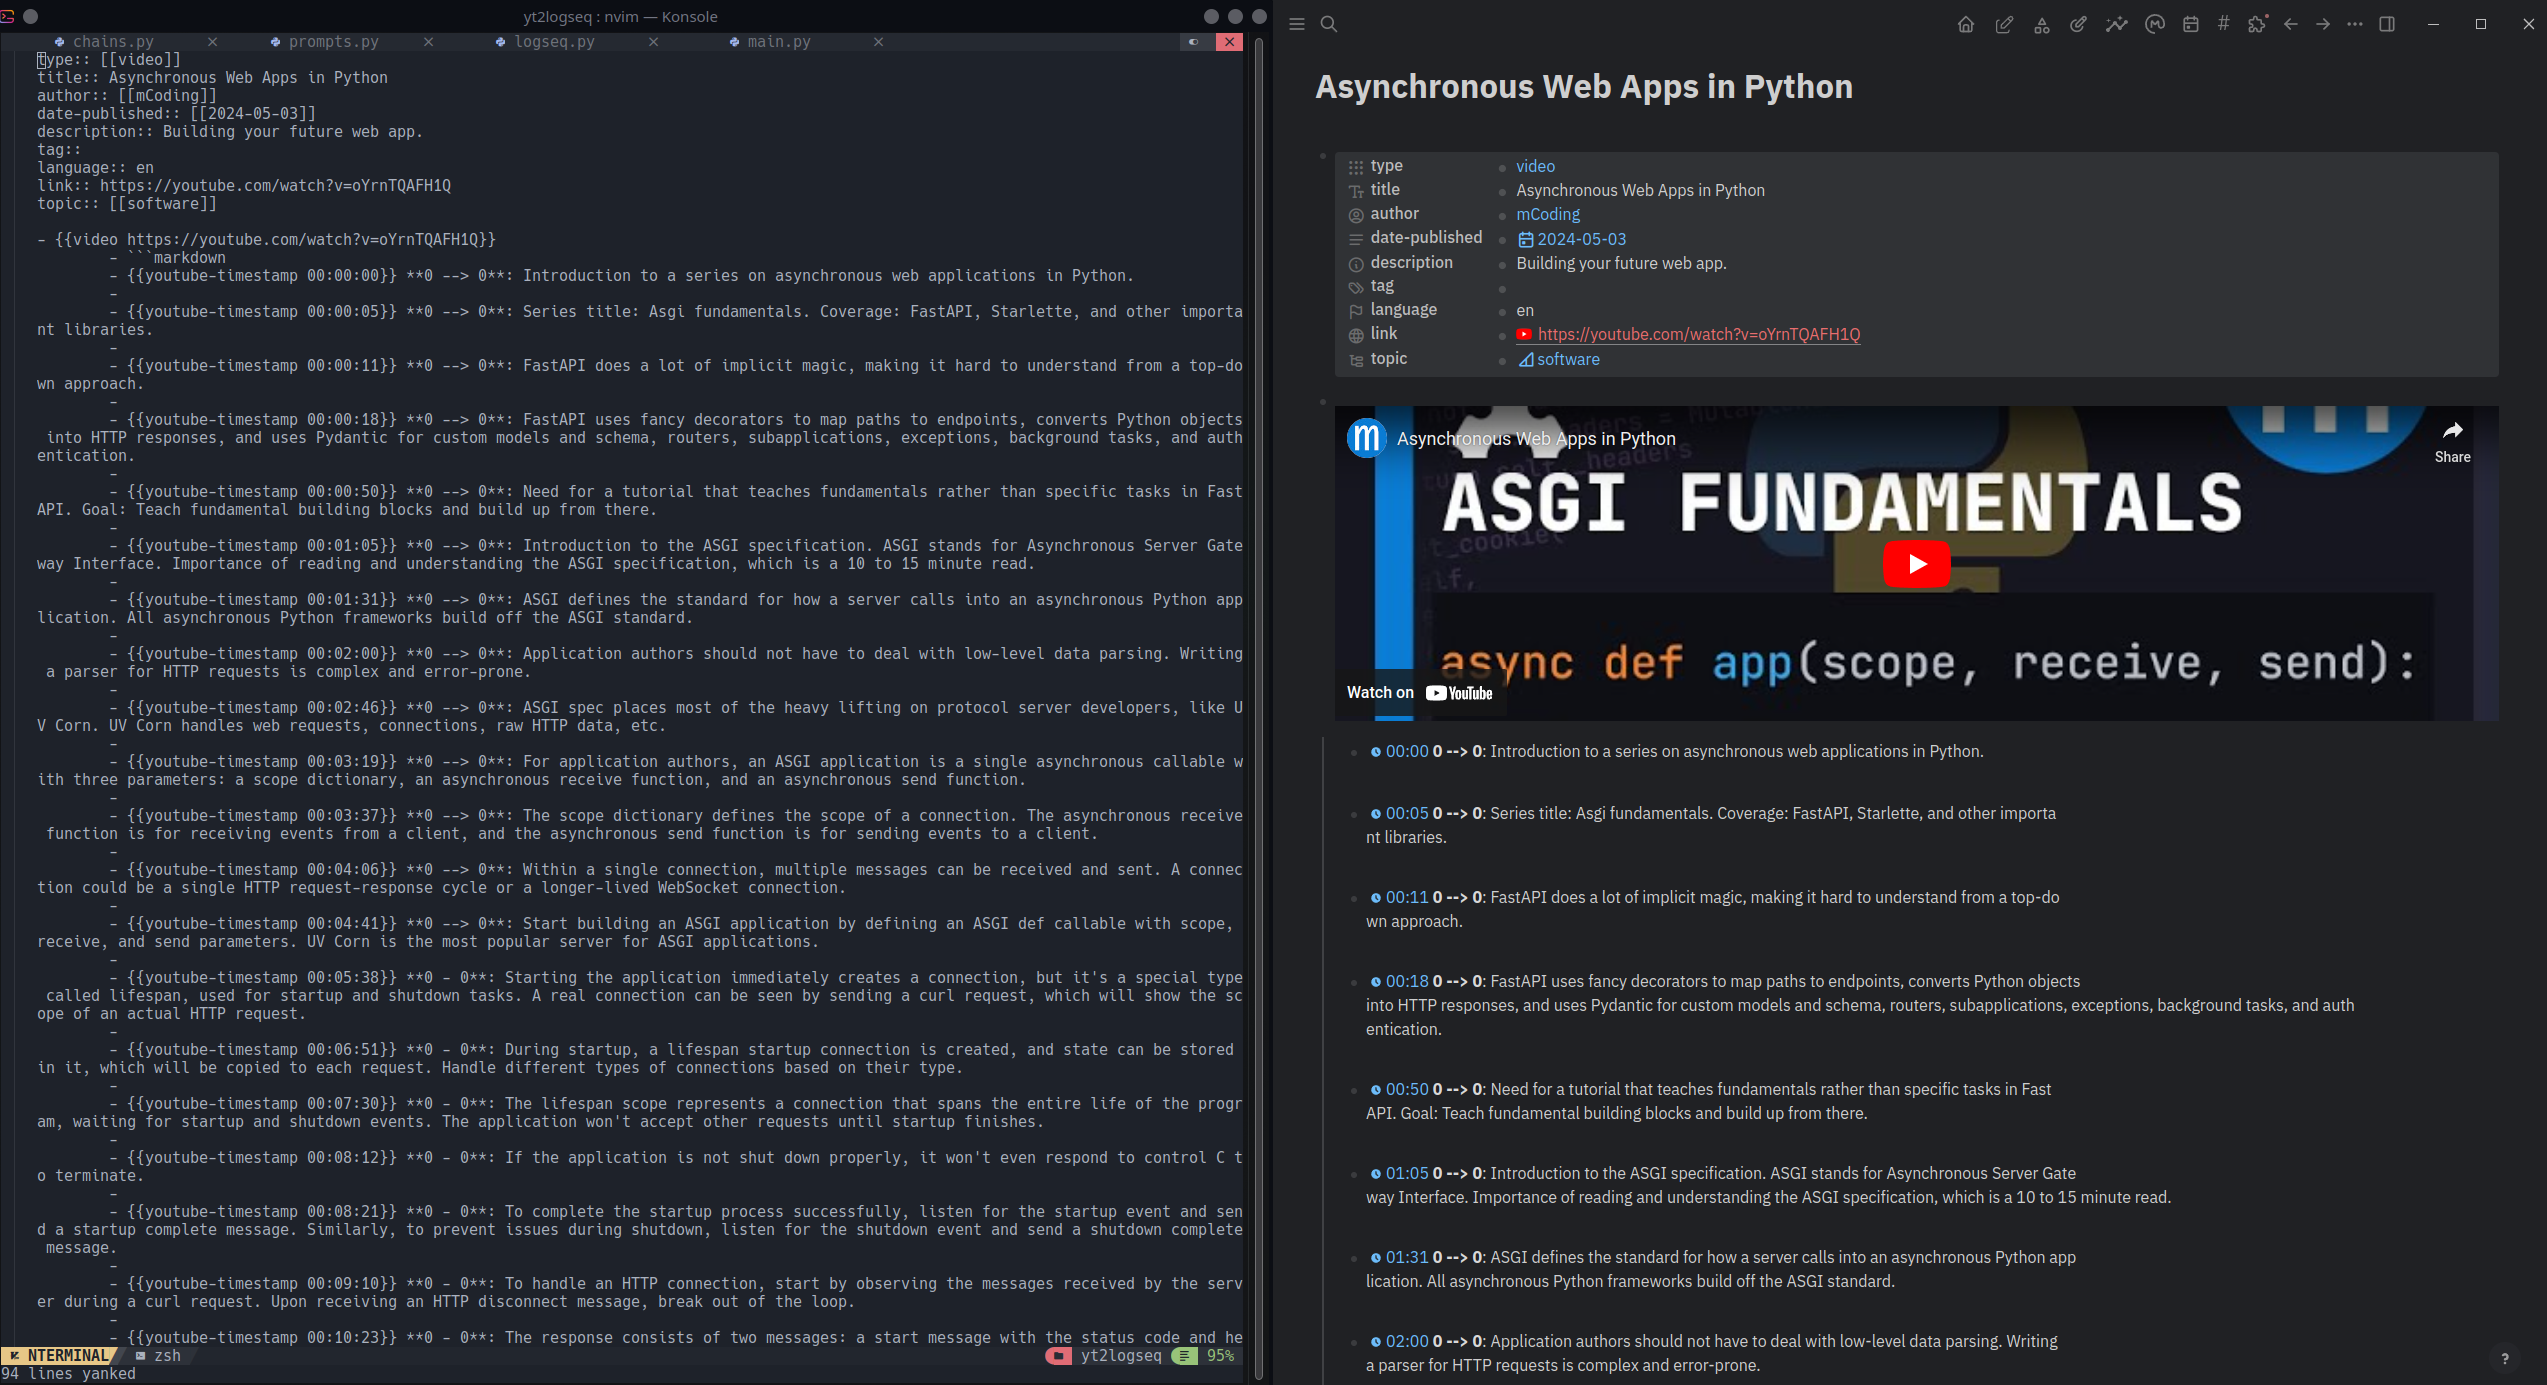 yt2logseq : nvim — Konsole
chains.py × prompts.py × logseq.py × main.py ×
type:: [[video]]
title:: Asynchronous Web Apps in Python
author:: [[mCoding]]
date-published:: [[2024-05-03]]
description:: Building your future web app.
tag::
language:: en
link:: https://youtube.com/watch?v=oYrnTQAFH1Q
topic:: [[software]]
- {{video https://youtube.com/watch?v=oYrnTQAFH1Q}}
- ```markdown
- {{youtube-timestamp 00:00:00}} **0 --> 0**: Introduction to a series on asynchronous web applications in Python.
-
- {{youtube-timestamp 00:00:05}} **0 --> 0**: Series title: Asgi fundamentals. Coverage: FastAPI, Starlette, and other importa
nt libraries.
-
- {{youtube-timestamp 00:00:11}} **0 --> 0**: FastAPI does a lot of implicit magic, making it hard to understand from a top-do
wn approach.
-
- {{youtube-timestamp 00:00:18}} **0 --> 0**: FastAPI uses fancy decorators to map paths to endpoints, converts Python objects
into HTTP responses, and uses Pydantic for custom models and schema, routers, subapplications, exceptions, background tasks, and auth
entication.
-
- {{youtube-timestamp 00:00:50}} **0 --> 0**: Need for a tutorial that teaches fundamentals rather than specific tasks in Fast
API. Goal: Teach fundamental building blocks and build up from there.
-
- {{youtube-timestamp 00:01:05}} **0 --> 0**: Introduction to the ASGI specification. ASGI stands for Asynchronous Server Gate
way Interface. Importance of reading and understanding the ASGI specification, which is a 10 to 15 minute read.
-
- {{youtube-timestamp 00:01:31}} **0 --> 0**: ASGI defines the standard for how a server calls into an asynchronous Python app
lication. All asynchronous Python frameworks build off the ASGI standard.
-
- {{youtube-timestamp 00:02:00}} **0 --> 0**: Application authors should not have to deal with low-level data parsing. Writing
a parser for HTTP requests is complex and error-prone.
-
- {{youtube-timestamp 00:02:46}} **0 --> 0**: ASGI spec places most of the heavy lifting on protocol server developers, like U
V Corn. UV Corn handles web requests, connections, raw HTTP data, etc.
-
- {{youtube-timestamp 00:03:19}} **0 --> 0**: For application authors, an ASGI application is a single asynchronous callable w
ith three parameters: a scope dictionary, an asynchronous receive function, and an asynchronous send function.
-
- {{youtube-timestamp 00:03:37}} **0 --> 0**: The scope dictionary defines the scope of a connection. The asynchronous receive
function is for receiving events from a client, and the asynchronous send function is for sending events to a client.
-
- {{youtube-timestamp 00:04:06}} **0 --> 0**: Within a single connection, multiple messages can be received and sent. A connec
tion could be a single HTTP request-response cycle or a longer-lived WebSocket connection.
-
- {{youtube-timestamp 00:04:41}} **0 --> 0**: Start building an ASGI application by defining an ASGI def callable with scope,
receive, and send parameters. UV Corn is the most popular server for ASGI applications.
-
- {{youtube-timestamp 00:05:38}} **0 - 0**: Starting the application immediately creates a connection, but it's a special type
called lifespan, used for startup and shutdown tasks. A real connection can be seen by sending a curl request, which will show the sc
ope of an actual HTTP request.
-
- {{youtube-timestamp 00:06:51}} **0 - 0**: During startup, a lifespan startup connection is created, and state can be stored
in it, which will be copied to each request. Handle different types of connections based on their type.
-
- {{youtube-timestamp 00:07:30}} **0 - 0**: The lifespan scope represents a connection that spans the entire life of the progr
am, waiting for startup and shutdown events. The application won't accept other requests until startup finishes.
-
- {{youtube-timestamp 00:08:12}} **0 - 0**: If the application is not shut down properly, it won't even respond to control C t
o terminate.
-
- {{youtube-timestamp 00:08:21}} **0 - 0**: To complete the startup process successfully, listen for the startup event and sen
d a startup complete message. Similarly, to prevent issues during shutdown, listen for the shutdown event and send a shutdown complete
message.
-
- {{youtube-timestamp 00:09:10}} **0 - 0**: To handle an HTTP connection, start by observing the messages received by the serv
er during a curl request. Upon receiving an HTTP disconnect message, break out of the loop.
-
- {{youtube-timestamp 00:10:23}} **0 - 0**: The response consists of two messages: a start message with the status code and he
NTERMINAL zsh yt2logseq 95%
94 lines yanked
Asynchronous Web Apps in Python
type video
title Asynchronous Web Apps in Python
author mCoding
date-published 2024-05-03
description Building your future web app.
tag
language en
link https://youtube.com/watch?v=oYrnTQAFH1Q
topic software
Asynchronous Web Apps in Python
Share
ASGI FUNDAMENTALS
async def app(scope, receive, send):
Watch on YouTube
00:00 0 --> 0: Introduction to a series on asynchronous web applications in Python.
00:05 0 --> 0: Series title: Asgi fundamentals. Coverage: FastAPI, Starlette, and other importa
nt libraries.
00:11 0 --> 0: FastAPI does a lot of implicit magic, making it hard to understand from a top-do
wn approach.
00:18 0 --> 0: FastAPI uses fancy decorators to map paths to endpoints, converts Python objects
into HTTP responses, and uses Pydantic for custom models and schema, routers, subapplications, exceptions, background tasks, and auth
entication.
00:50 0 --> 0: Need for a tutorial that teaches fundamentals rather than specific tasks in Fast
API. Goal: Teach fundamental building blocks and build up from there.
01:05 0 --> 0: Introduction to the ASGI specification. ASGI stands for Asynchronous Server Gate
way Interface. Importance of reading and understanding the ASGI specification, which is a 10 to 15 minute read.
01:31 0 --> 0: ASGI defines the standard for how a server calls into an asynchronous Python app
lication. All asynchronous Python frameworks build off the ASGI standard.
02:00 0 --> 0: Application authors should not have to deal with low-level data parsing. Writing
a parser for HTTP requests is complex and error-prone.
?